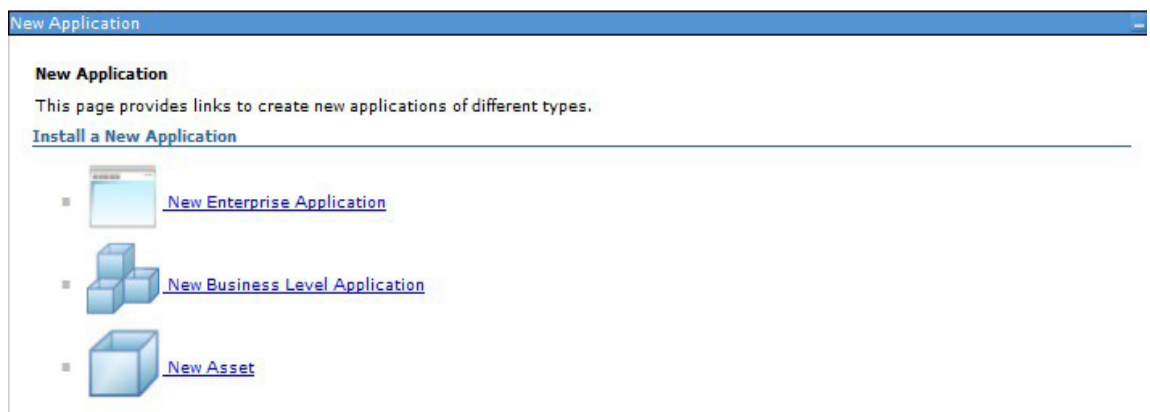 New Application
New Application
This page provides links to create new applications of different types.
Install a New Application
New Enterprise Application
New Business Level Application
New Asset